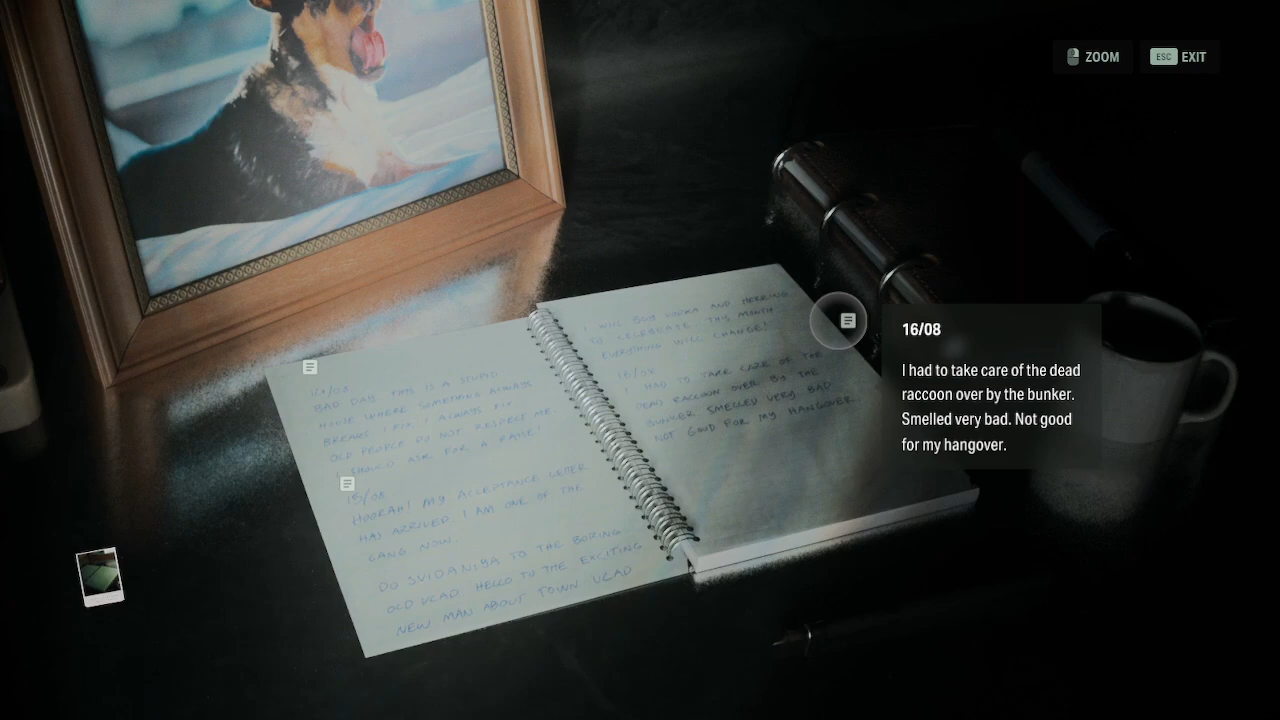 ZOOM
ESC EXIT
BAD DAY. THIS IS A STUPID
HOUSE WHERE SOMETHING ALWAYS
BREAKS. I FIX. I ALWAYS FIX.
OLD PEOPLE DO NOT RESPECT ME.
I SHOULD ASK FOR A RAISE!
15/08
HOORAH! MY ACCEPTANCE LETTER
HAS ARRIVED. I AM ONE OF THE
GANG NOW.
DO SVIDANIYA TO THE BORING
OLD VLAD. HELLO TO THE EXCITING
NEW MAN ABOUT TOWN VLAD
WILL BUY VODKA AND HERRING
TO CELEBRATE. THIS MONTH
EVERYTHING WILL CHANGE!
16/08
I HAD TO TAKE CARE OF THE
DEAD RACCOON OVER BY THE
BUNKER. SMELLED VERY BAD.
NOT GOOD FOR MY HANGOVER.
16/08
I had to take care of the dead
raccoon over by the bunker.
Smelled very bad. Not good
for my hangover.